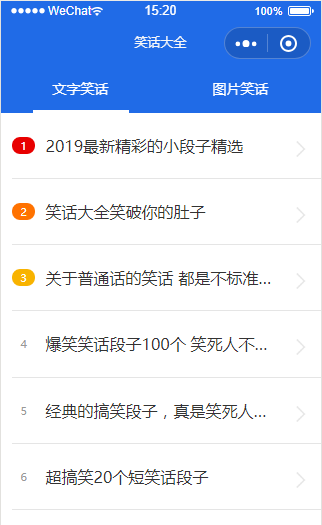 WeChat 15:20 100%
笑话大全
文字笑话 图片笑话
1 2019最新精彩的小段子精选
2 笑话大全笑破你的肚子
3 关于普通话的笑话 都是不标准...
4 爆笑笑话段子100个 笑死人不...
5 经典的搞笑段子，真是笑死人...
6 超搞笑20个短笑话段子